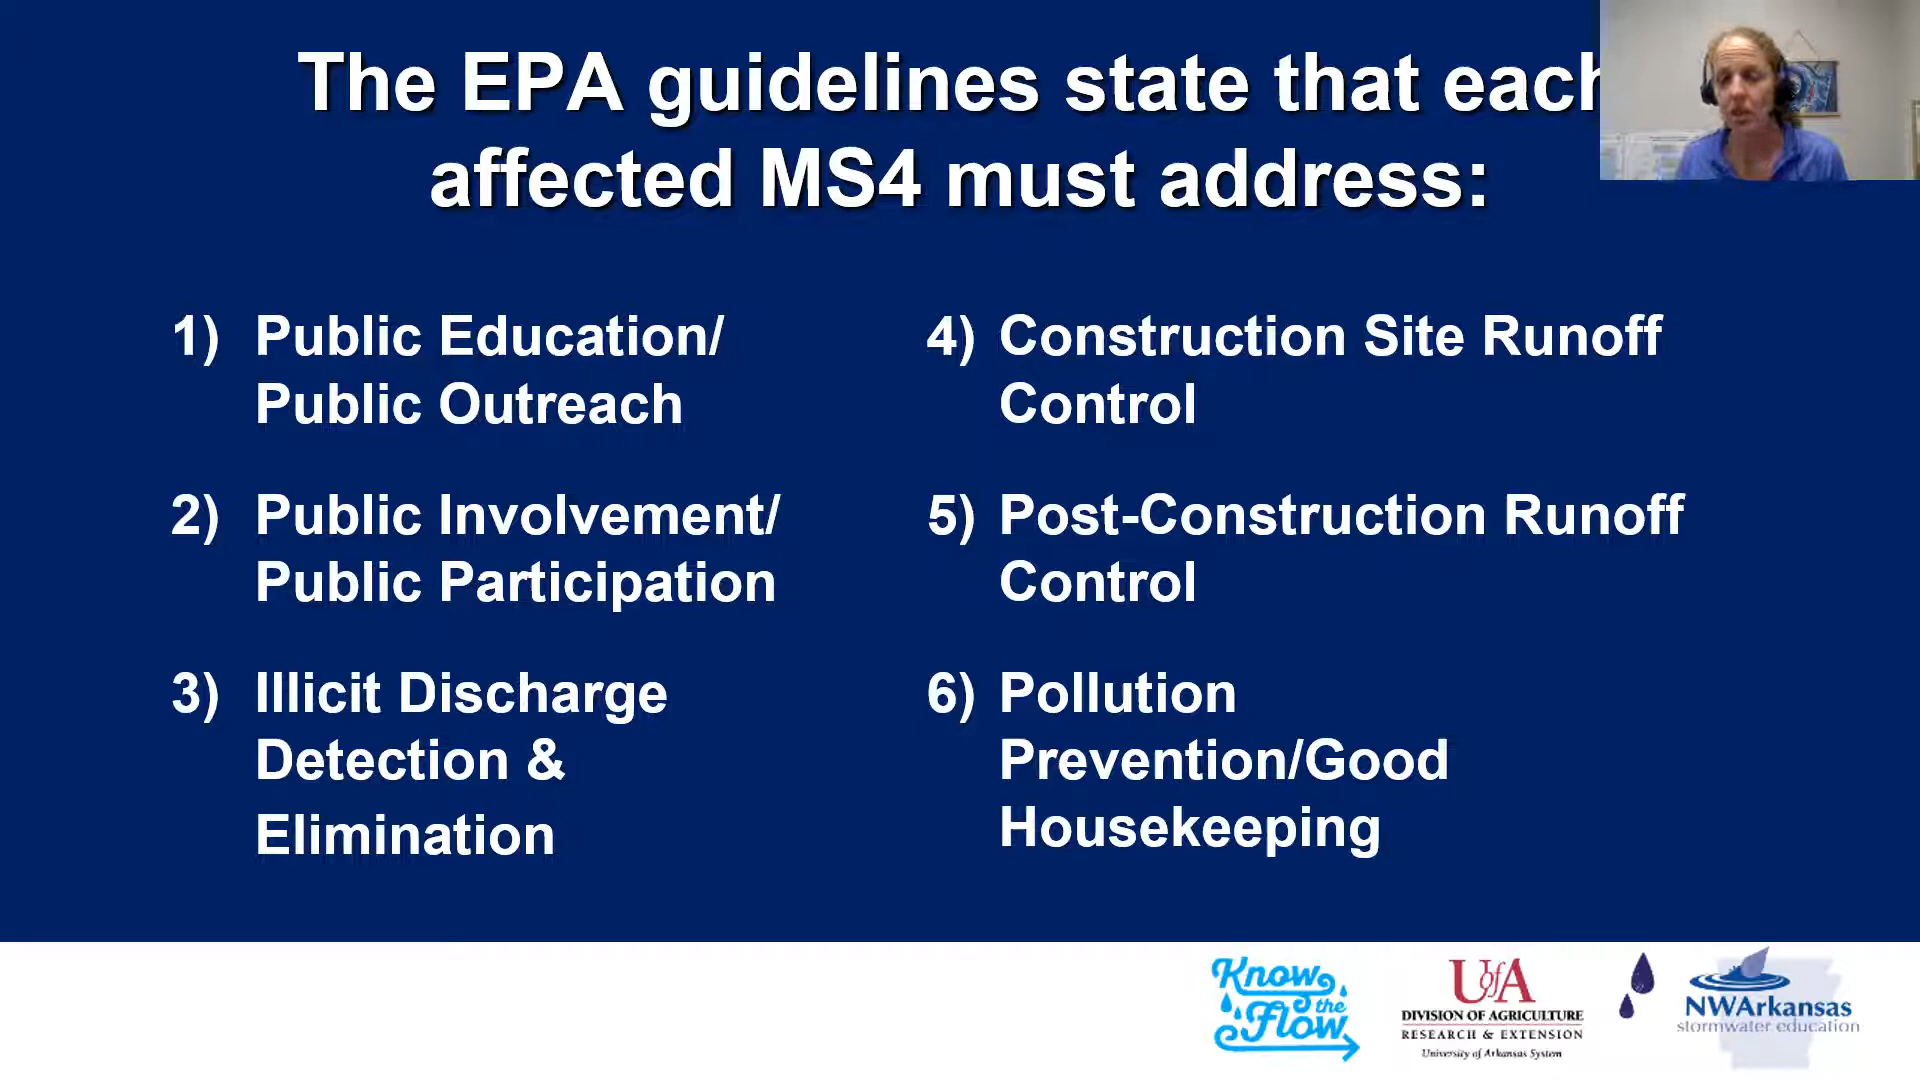 The EPA guidelines state that each
affected MS4 must address:
1) Public Education/
Public Outreach
2) Public Involvement/
Public Participation
3) Illicit Discharge
Detection &
Elimination
4) Construction Site Runoff
Control
5) Post-Construction Runoff
Control
6) Pollution
Prevention/Good
Housekeeping
Know
the
Flow
UofA
DIVISION OF AGRICULTURE
RESEARCH & EXTENSION
University of Arkansas System
NWArkansas
stormwater education